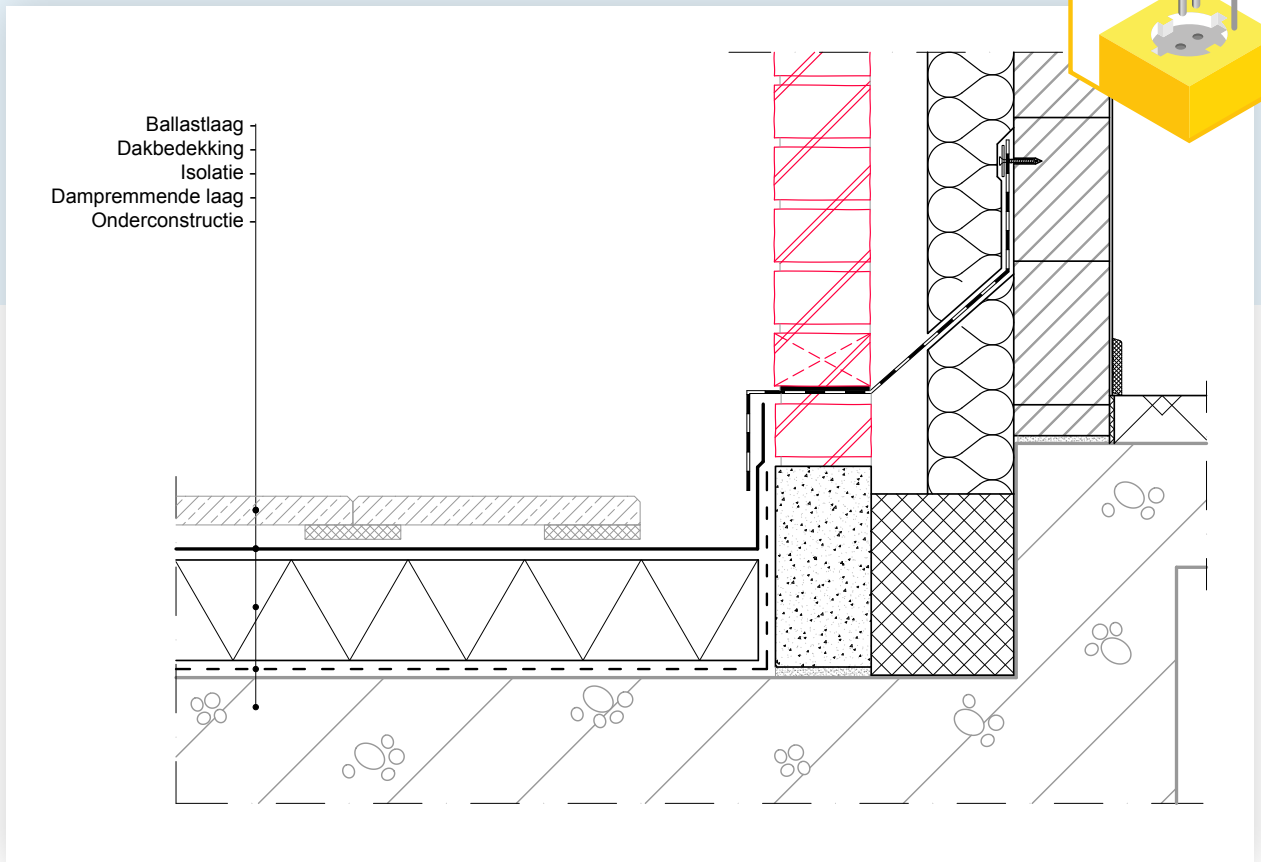 Ballastlaag
Dakbedekking
Isolatie
Dampremmende laag
Onderconstructie